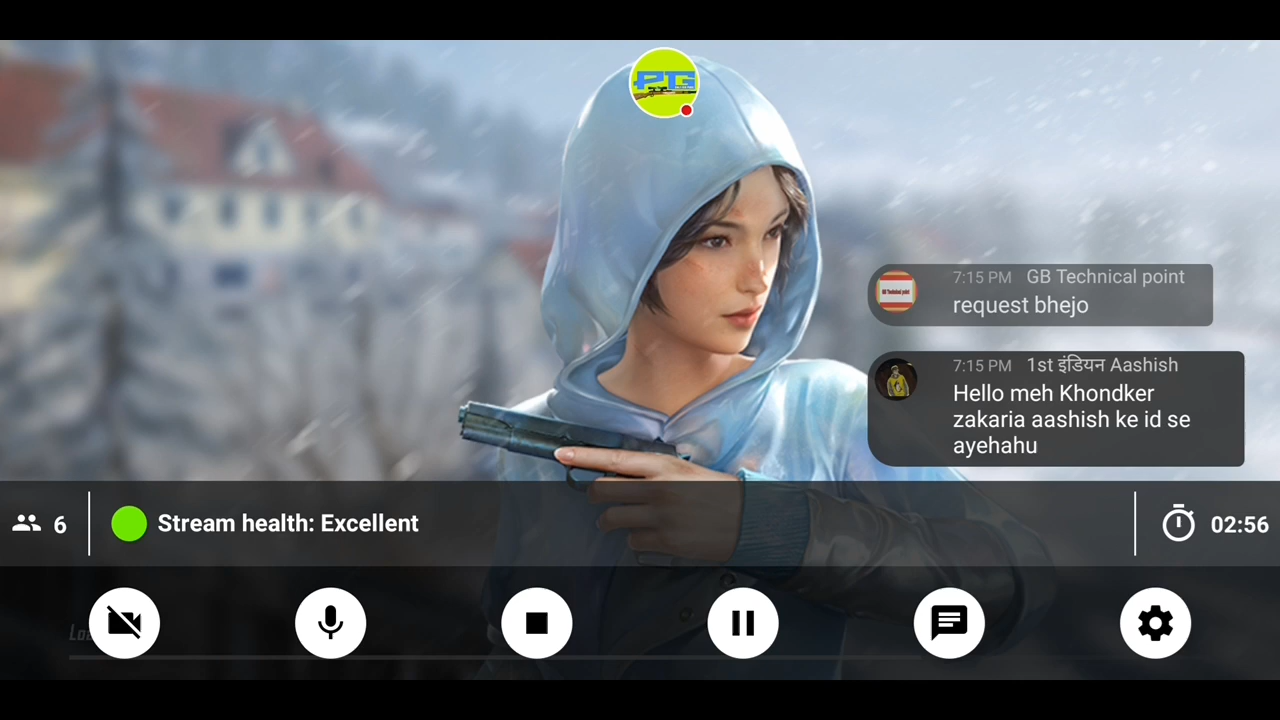 PG
7:15 PM GB Technical point
request bhejo
7:15 PM 1st इंडियन Aashish
Hello meh Khondker
zakaria aashish ke id se
ayehahu
6 Stream health: Excellent 02:56